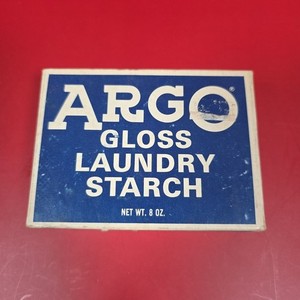 ARGO®
GLOSS
LAUNDRY
STARCH
NET WT. 8 OZ.